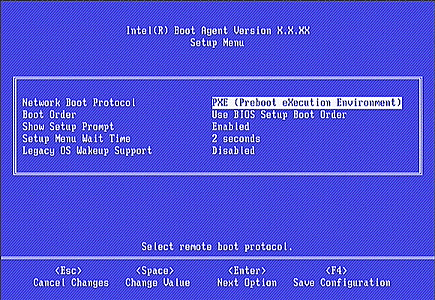 Intel(R) Boot Agent Version X.X.XX
Setup Menu
Network Boot Protocol PXE (Preboot eXecution Environment)
Boot Order Use BIOS Setup Boot Order
Show Setup Prompt Enabled
Setup Menu Wait Time 2 seconds
Legacy OS Wakeup Support Disabled
Select remote boot protocol.
<Esc> <Space> <Enter> <F4>
Cancel Changes Change Value Next Option Save Configuration